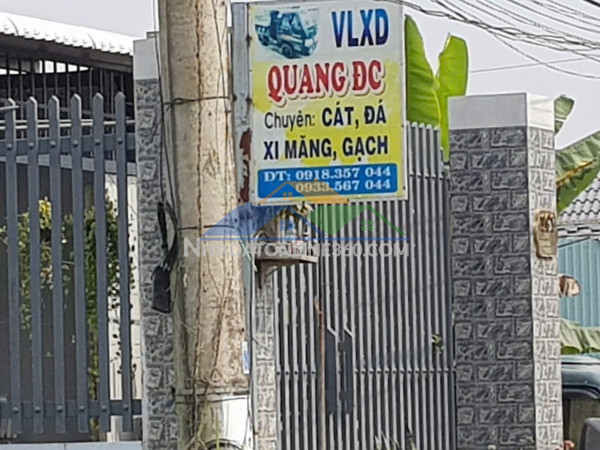 VLXD
QUANG ĐC
Chuyên: CÁT, ĐÁ
XI MĂNG, GẠCH
ĐT: 0918.357 044
0933.567 044